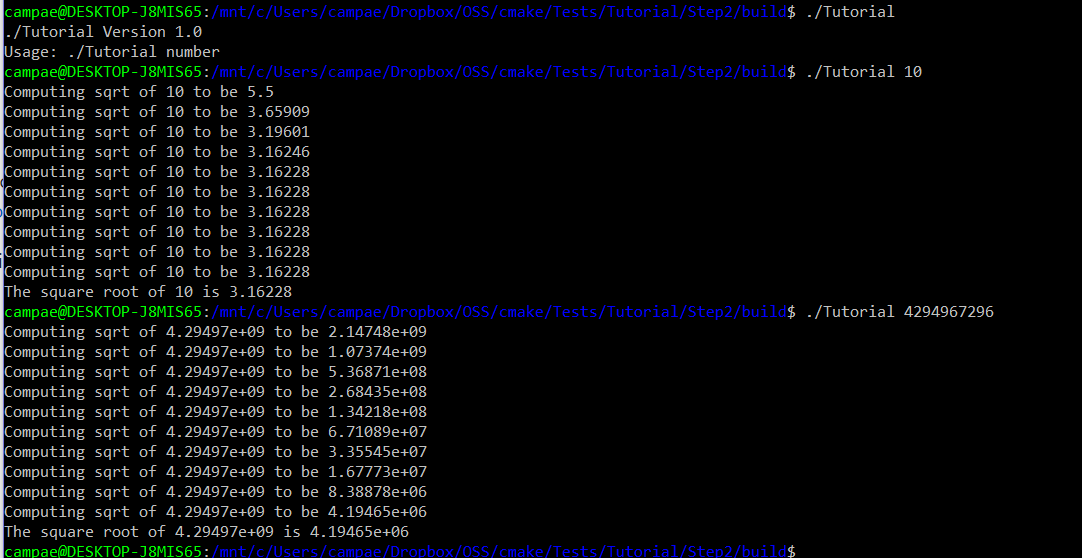 campae@DESKTOP-J8MIS65:/mnt/c/Users/campae/Dropbox/OSS/cmake/Tests/Tutorial/Step2/build$ ./Tutorial
./Tutorial Version 1.0
Usage: ./Tutorial number
campae@DESKTOP-J8MIS65:/mnt/c/Users/campae/Dropbox/OSS/cmake/Tests/Tutorial/Step2/build$ ./Tutorial 10
Computing sqrt of 10 to be 5.5
Computing sqrt of 10 to be 3.65909
Computing sqrt of 10 to be 3.19601
Computing sqrt of 10 to be 3.16246
Computing sqrt of 10 to be 3.16228
Computing sqrt of 10 to be 3.16228
Computing sqrt of 10 to be 3.16228
Computing sqrt of 10 to be 3.16228
Computing sqrt of 10 to be 3.16228
Computing sqrt of 10 to be 3.16228
The square root of 10 is 3.16228
campae@DESKTOP-J8MIS65:/mnt/c/Users/campae/Dropbox/OSS/cmake/Tests/Tutorial/Step2/build$ ./Tutorial 4294967296
Computing sqrt of 4.29497e+09 to be 2.14748e+09
Computing sqrt of 4.29497e+09 to be 1.07374e+09
Computing sqrt of 4.29497e+09 to be 5.36871e+08
Computing sqrt of 4.29497e+09 to be 2.68435e+08
Computing sqrt of 4.29497e+09 to be 1.34218e+08
Computing sqrt of 4.29497e+09 to be 6.71089e+07
Computing sqrt of 4.29497e+09 to be 3.35545e+07
Computing sqrt of 4.29497e+09 to be 1.67773e+07
Computing sqrt of 4.29497e+09 to be 8.38878e+06
Computing sqrt of 4.29497e+09 to be 4.19465e+06
The square root of 4.29497e+09 is 4.19465e+06
campae@DESKTOP-J8MIS65:/mnt/c/Users/campae/Dropbox/OSS/cmake/Tests/Tutorial/Step2/build$